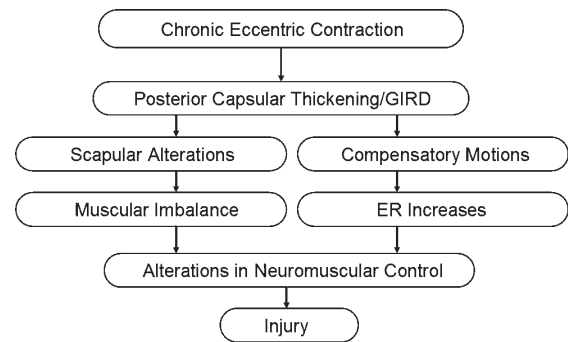 Chronic Eccentric Contraction
Posterior Capsular Thickening/GIRD
Scapular Alterations
Compensatory Motions
Muscular Imbalance
ER Increases
Alterations in Neuromuscular Control
Injury